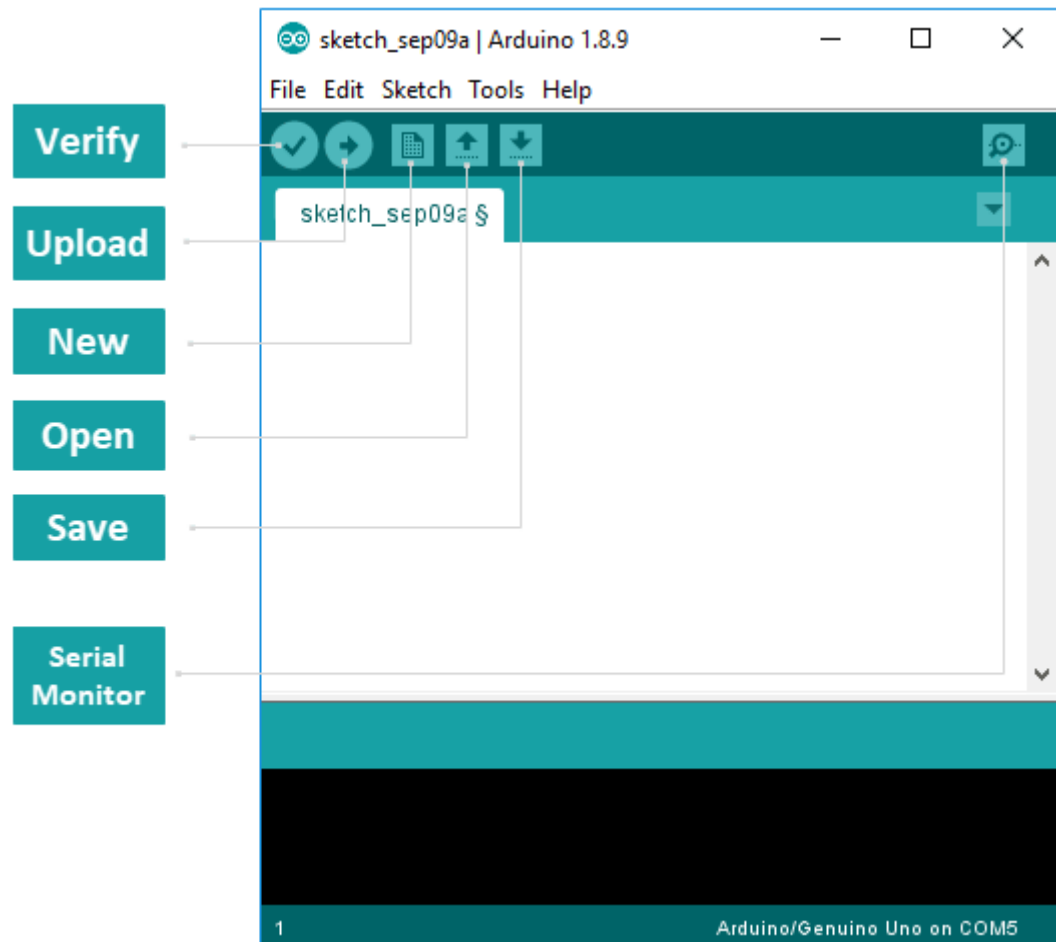 sketch_sep09a | Arduino 1.8.9
File Edit Sketch Tools Help
Verify
Upload
New
Open
Save
Serial
Monitor
sketch_sep09a §
1
Arduino/Genuino Uno on COM5